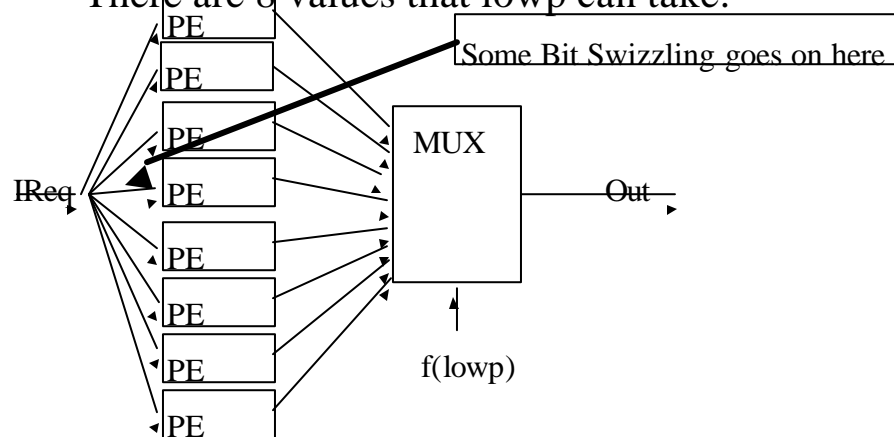 There are 8 values that lowp can take.
PE
Some Bit Swizzling goes on here
PE
PE
MUX
IReq
PE
Out
PE
PE
f(lowp)
PE
PE